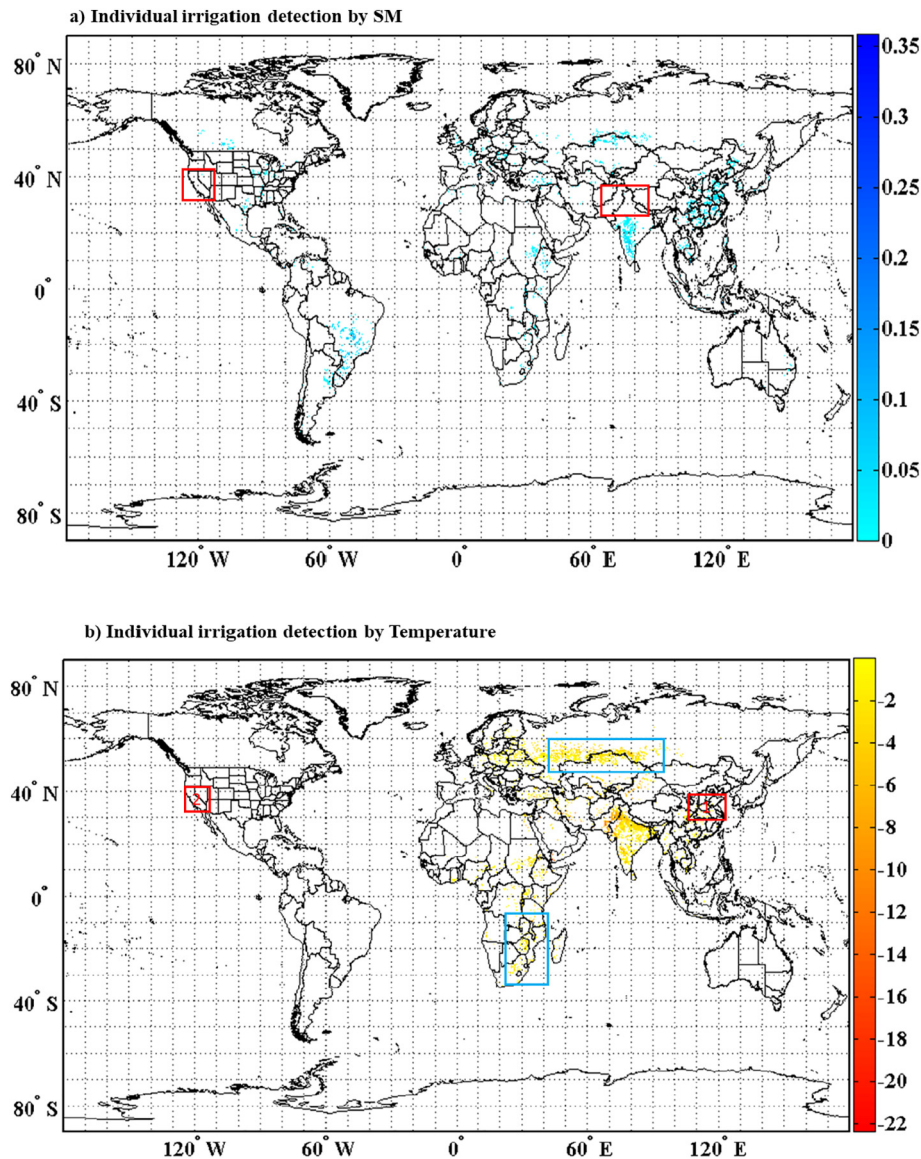 a) Individual irrigation detection by SM
80° N
40° N
0°
40° S
80° S
120° W
60° W
0°
60° E
120° E
0.35
0.3
0.25
0.2
0.15
0.1
0.05
0
b) Individual irrigation detection by Temperature
80° N
40° N
0°
40° S
80° S
2
1
120° W
60° W
0°
60° E
120° E
-2
-4
-6
-8
-10
-12
-14
-16
-18
-20
-22